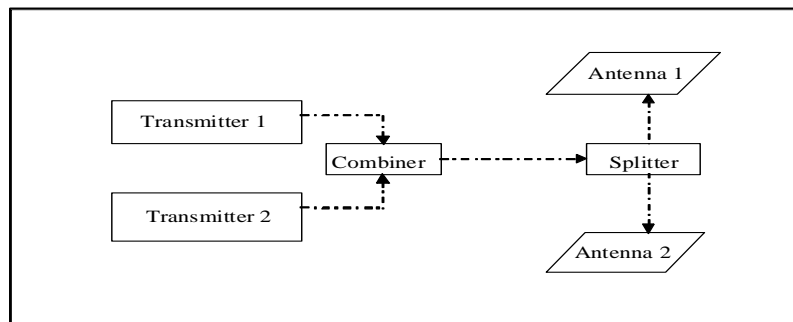 Antenna 1
Transmitter 1
Combiner
Splitter
Transmitter 2
Antenna 2